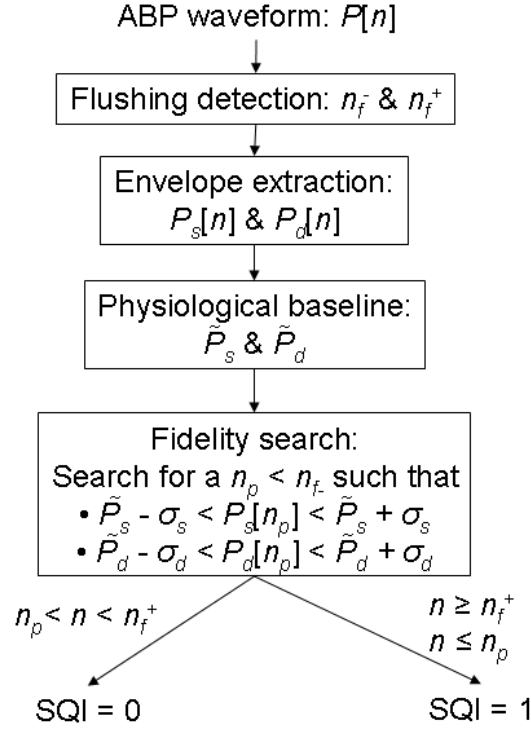 ABP waveform: P[n]
Flushing detection: n_f^- & n_f^+
Envelope extraction:
P_s[n] & P_d[n]
Physiological baseline:
P̃_s & P̃_d
Fidelity search:
Search for a n_p < n_f- such that
• P̃_s - σ_s < P_s[n_p] < P̃_s + σ_s
• P̃_d - σ_d < P_d[n_p] < P̃_d + σ_d
n_p < n < n_f^+
n ≥ n_f^+
n ≤ n_p
SQI = 0
SQI = 1